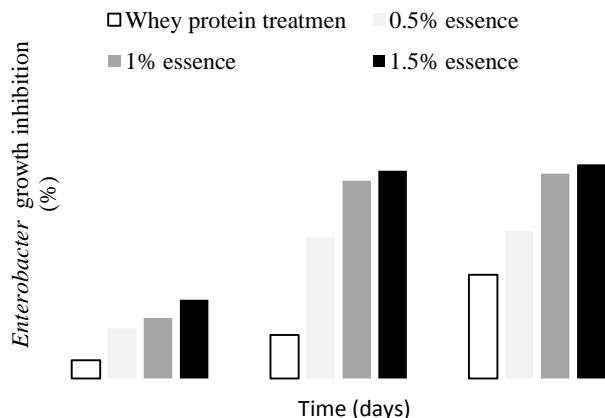 Whey protein treatmen
0.5% essence
1% essence
1.5% essence
Enterobacter growth inhibition
(%)
Time (days)